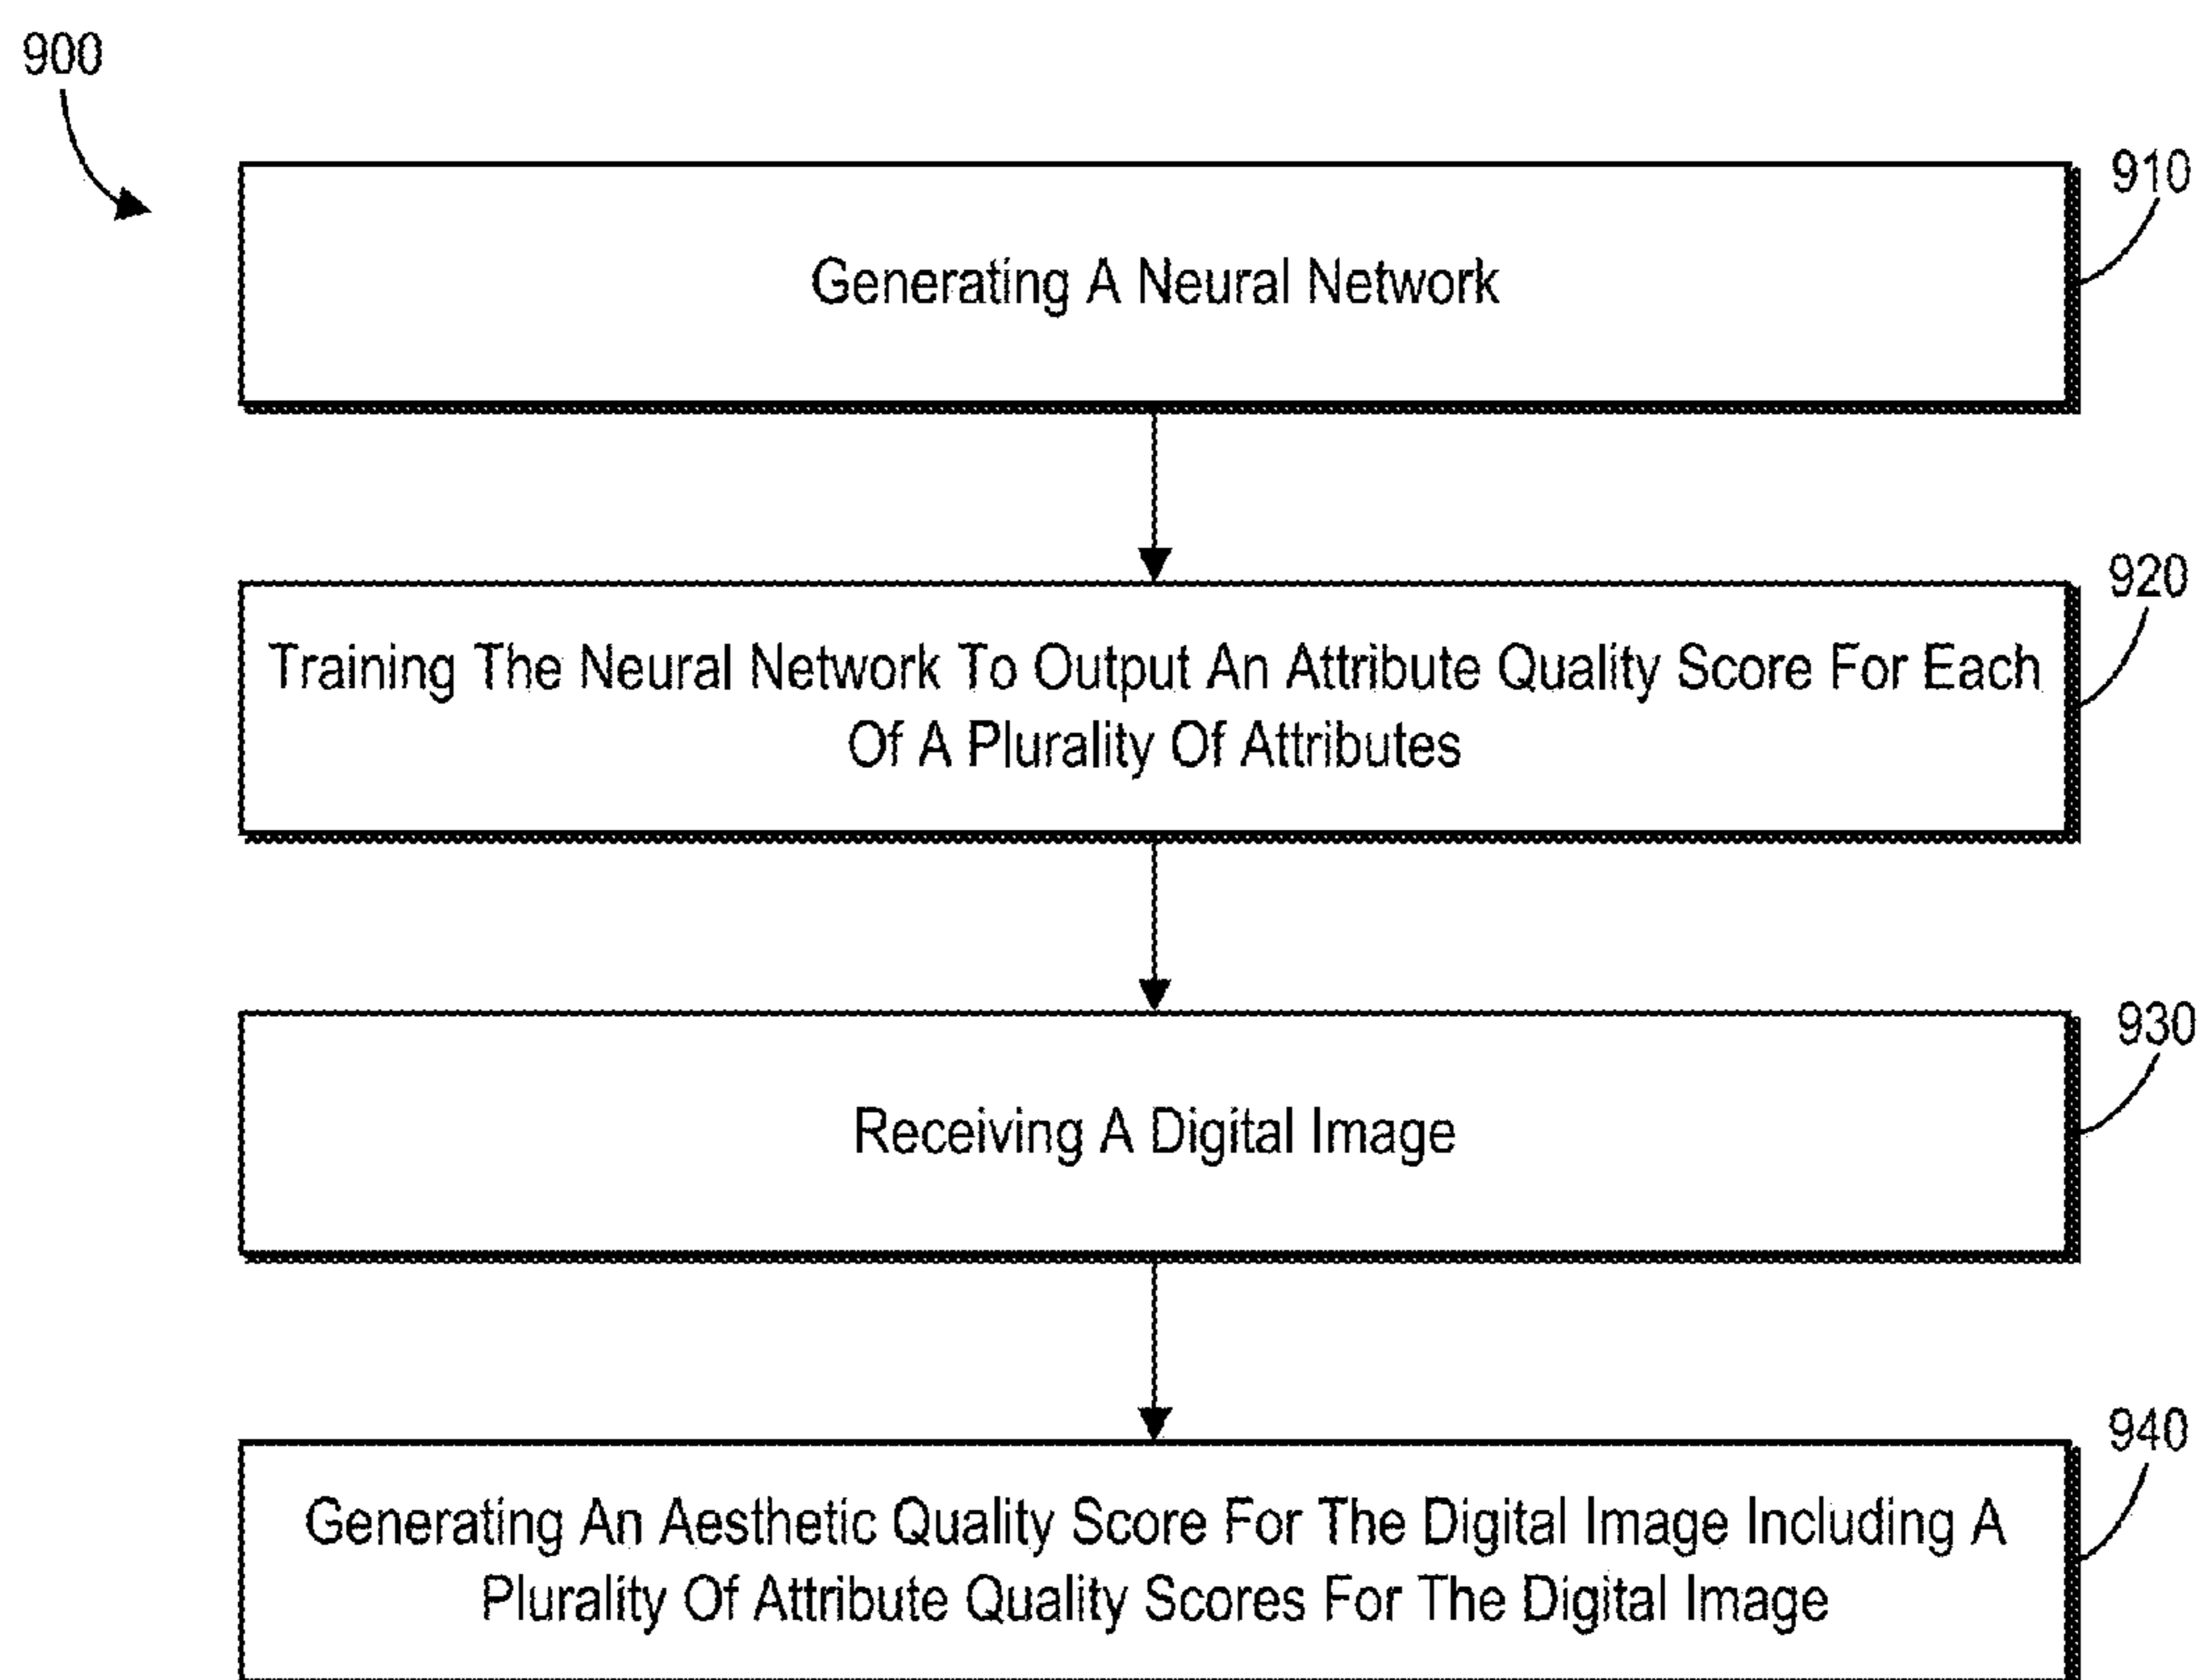 900
910
Generating A Neural Network
920
Training The Neural Network To Output An Attribute Quality Score For Each
Of A Plurality Of Attributes
930
Receiving A Digital Image
940
Generating An Aesthetic Quality Score For The Digital Image Including A
Plurality Of Attribute Quality Scores For The Digital Image